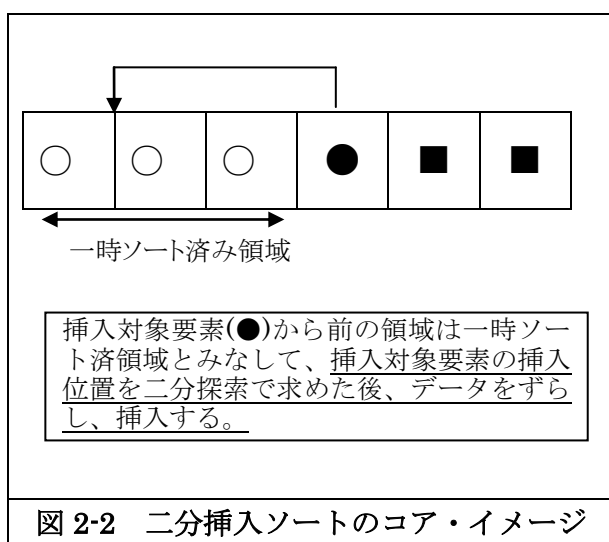 ○ ○ ○ ● ■ ■
一時ソート済み領域
挿入対象要素(●)から前の領域は一時ソー
ト済領域とみなして、挿入対象要素の挿入
位置を二分探索で求めた後、データをずら
し、挿入する。
図 2-2 二分挿入ソートのコア・イメージ